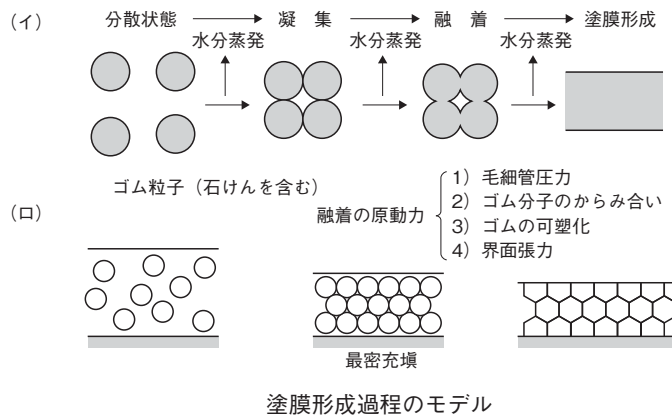 (イ) 分散状態 → 凝 集 → 融 着 → 塗膜形成
水分蒸発 水分蒸発 水分蒸発
ゴム粒子（石けんを含む）
(ロ) 融着の原動力
1）毛細管圧力
2）ゴム分子のからみ合い
3）ゴムの可塑化
4）界面張力
最密充塡
塗膜形成過程のモデル